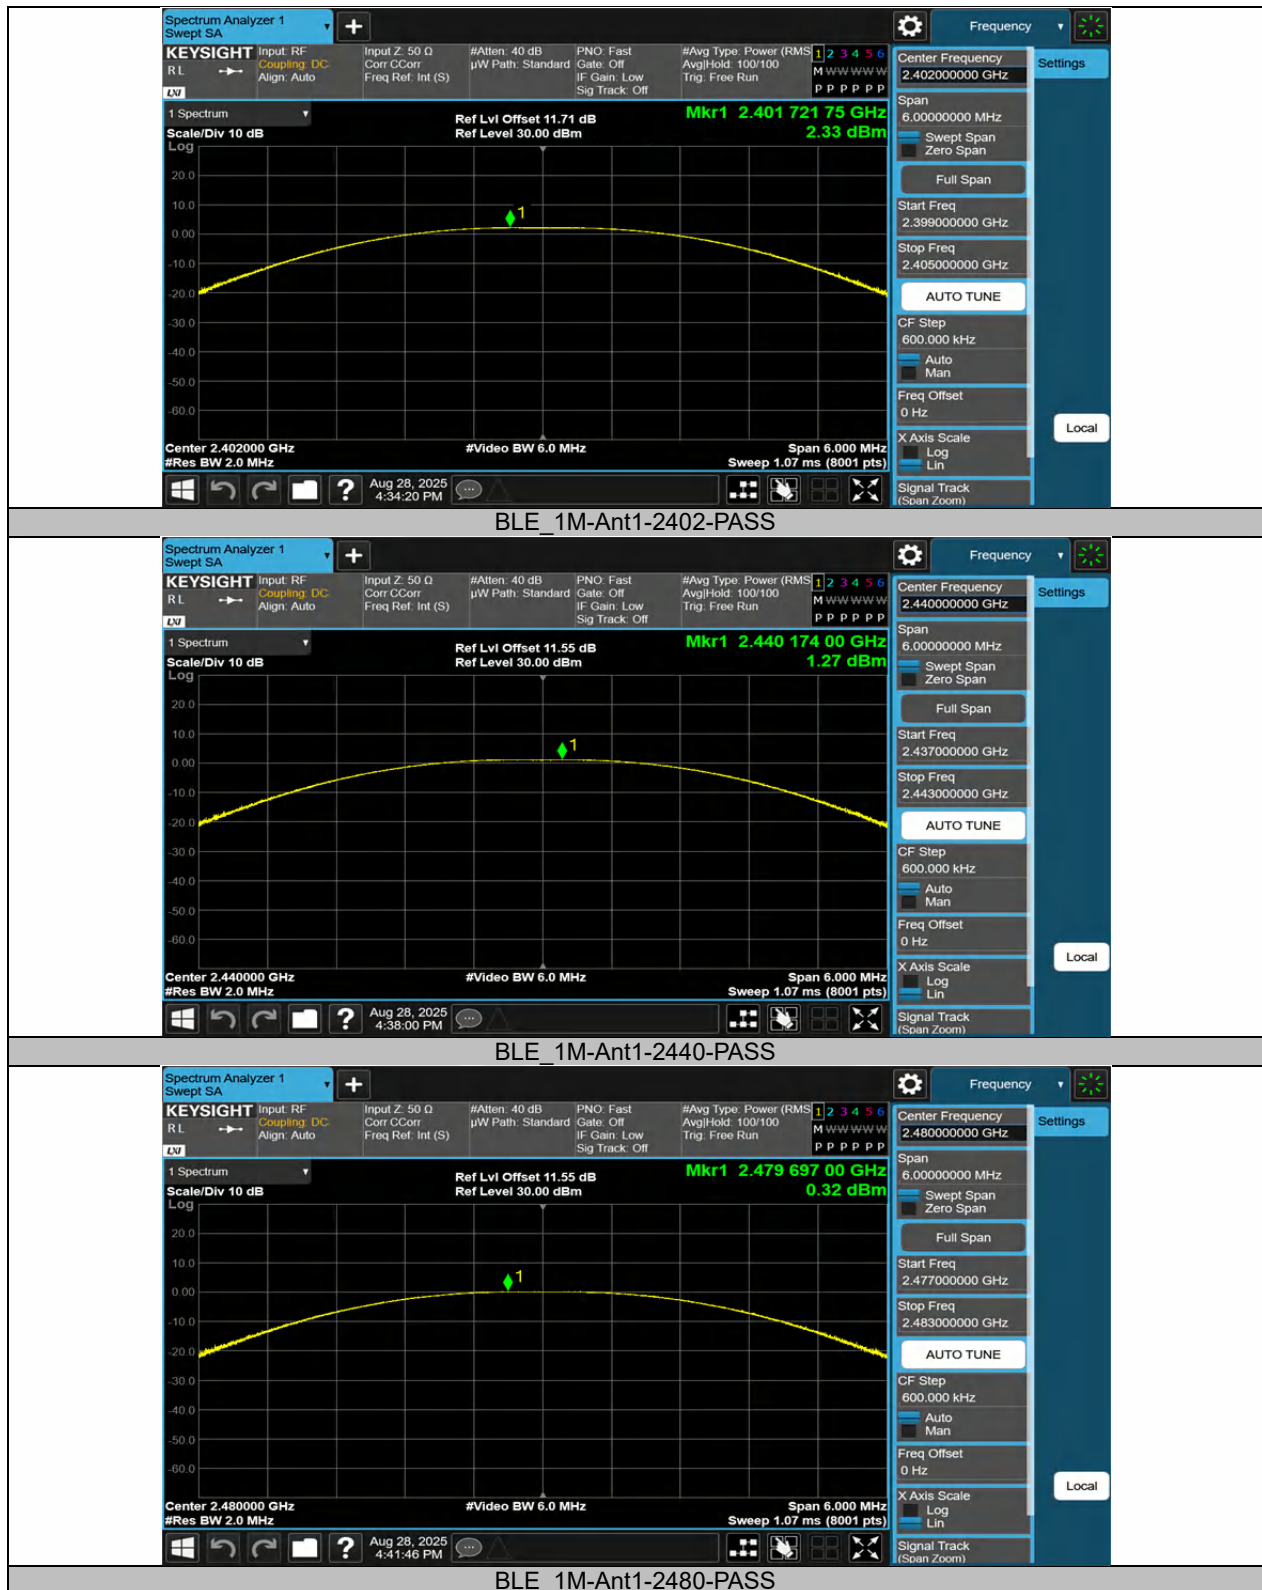 Spectrum Analyzer 1
Swept SA
Frequency
KEYSIGHT
R L
LXI
Input: RF
Coupling: DC
Align: Auto
Input Z: 50 Ω
Corr CCorr
Freq Ref: Int (S)
#Atten: 40 dB
µW Path: Standard
PNO: Fast
Gate: Off
IF Gain: Low
Sig Track: Off
#Avg Type: Power (RMS
Avg|Hold: 100/100
Trig: Free Run
1 2 3 4 5 6
M W W W W W
P P P P P P
Center Frequency
2.402000000 GHz
Settings
Span
6.00000000 MHz
Swept Span
Zero Span
Full Span
Start Freq
2.399000000 GHz
Stop Freq
2.405000000 GHz
AUTO TUNE
CF Step
600.000 kHz
Auto
Man
Freq Offset
0 Hz
X Axis Scale
Log
Lin
Signal Track
(Span Zoom)
Local
1 Spectrum
Scale/Div 10 dB
Log
Ref Lvl Offset 11.71 dB
Ref Level 30.00 dBm
Mkr1 2.401 721 75 GHz
2.33 dBm
1
20.0
10.0
0.00
-10.0
-20.0
-30.0
-40.0
-50.0
-60.0
Center 2.402000 GHz
#Res BW 2.0 MHz
#Video BW 6.0 MHz
Span 6.000 MHz
Sweep 1.07 ms (8001 pts)
Aug 28, 2025
4:34:20 PM
BLE_1M-Ant1-2402-PASS
Spectrum Analyzer 1
Swept SA
Frequency
KEYSIGHT
R L
LXI
Input: RF
Coupling: DC
Align: Auto
Input Z: 50 Ω
Corr CCorr
Freq Ref: Int (S)
#Atten: 40 dB
µW Path: Standard
PNO: Fast
Gate: Off
IF Gain: Low
Sig Track: Off
#Avg Type: Power (RMS
Avg|Hold: 100/100
Trig: Free Run
1 2 3 4 5 6
M W W W W W
P P P P P P
Center Frequency
2.440000000 GHz
Settings
Span
6.00000000 MHz
Swept Span
Zero Span
Full Span
Start Freq
2.437000000 GHz
Stop Freq
2.443000000 GHz
AUTO TUNE
CF Step
600.000 kHz
Auto
Man
Freq Offset
0 Hz
X Axis Scale
Log
Lin
Signal Track
(Span Zoom)
Local
1 Spectrum
Scale/Div 10 dB
Log
Ref Lvl Offset 11.55 dB
Ref Level 30.00 dBm
Mkr1 2.440 174 00 GHz
1.27 dBm
1
20.0
10.0
0.00
-10.0
-20.0
-30.0
-40.0
-50.0
-60.0
Center 2.440000 GHz
#Res BW 2.0 MHz
#Video BW 6.0 MHz
Span 6.000 MHz
Sweep 1.07 ms (8001 pts)
Aug 28, 2025
4:38:00 PM
BLE_1M-Ant1-2440-PASS
Spectrum Analyzer 1
Swept SA
Frequency
KEYSIGHT
R L
LXI
Input: RF
Coupling: DC
Align: Auto
Input Z: 50 Ω
Corr CCorr
Freq Ref: Int (S)
#Atten: 40 dB
µW Path: Standard
PNO: Fast
Gate: Off
IF Gain: Low
Sig Track: Off
#Avg Type: Power (RMS
Avg|Hold: 100/100
Trig: Free Run
1 2 3 4 5 6
M W W W W W
P P P P P P
Center Frequency
2.480000000 GHz
Settings
Span
6.00000000 MHz
Swept Span
Zero Span
Full Span
Start Freq
2.477000000 GHz
Stop Freq
2.483000000 GHz
AUTO TUNE
CF Step
600.000 kHz
Auto
Man
Freq Offset
0 Hz
X Axis Scale
Log
Lin
Signal Track
(Span Zoom)
Local
1 Spectrum
Scale/Div 10 dB
Log
Ref Lvl Offset 11.55 dB
Ref Level 30.00 dBm
Mkr1 2.479 697 00 GHz
0.32 dBm
1
20.0
10.0
0.00
-10.0
-20.0
-30.0
-40.0
-50.0
-60.0
Center 2.480000 GHz
#Res BW 2.0 MHz
#Video BW 6.0 MHz
Span 6.000 MHz
Sweep 1.07 ms (8001 pts)
Aug 28, 2025
4:41:46 PM
BLE_1M-Ant1-2480-PASS